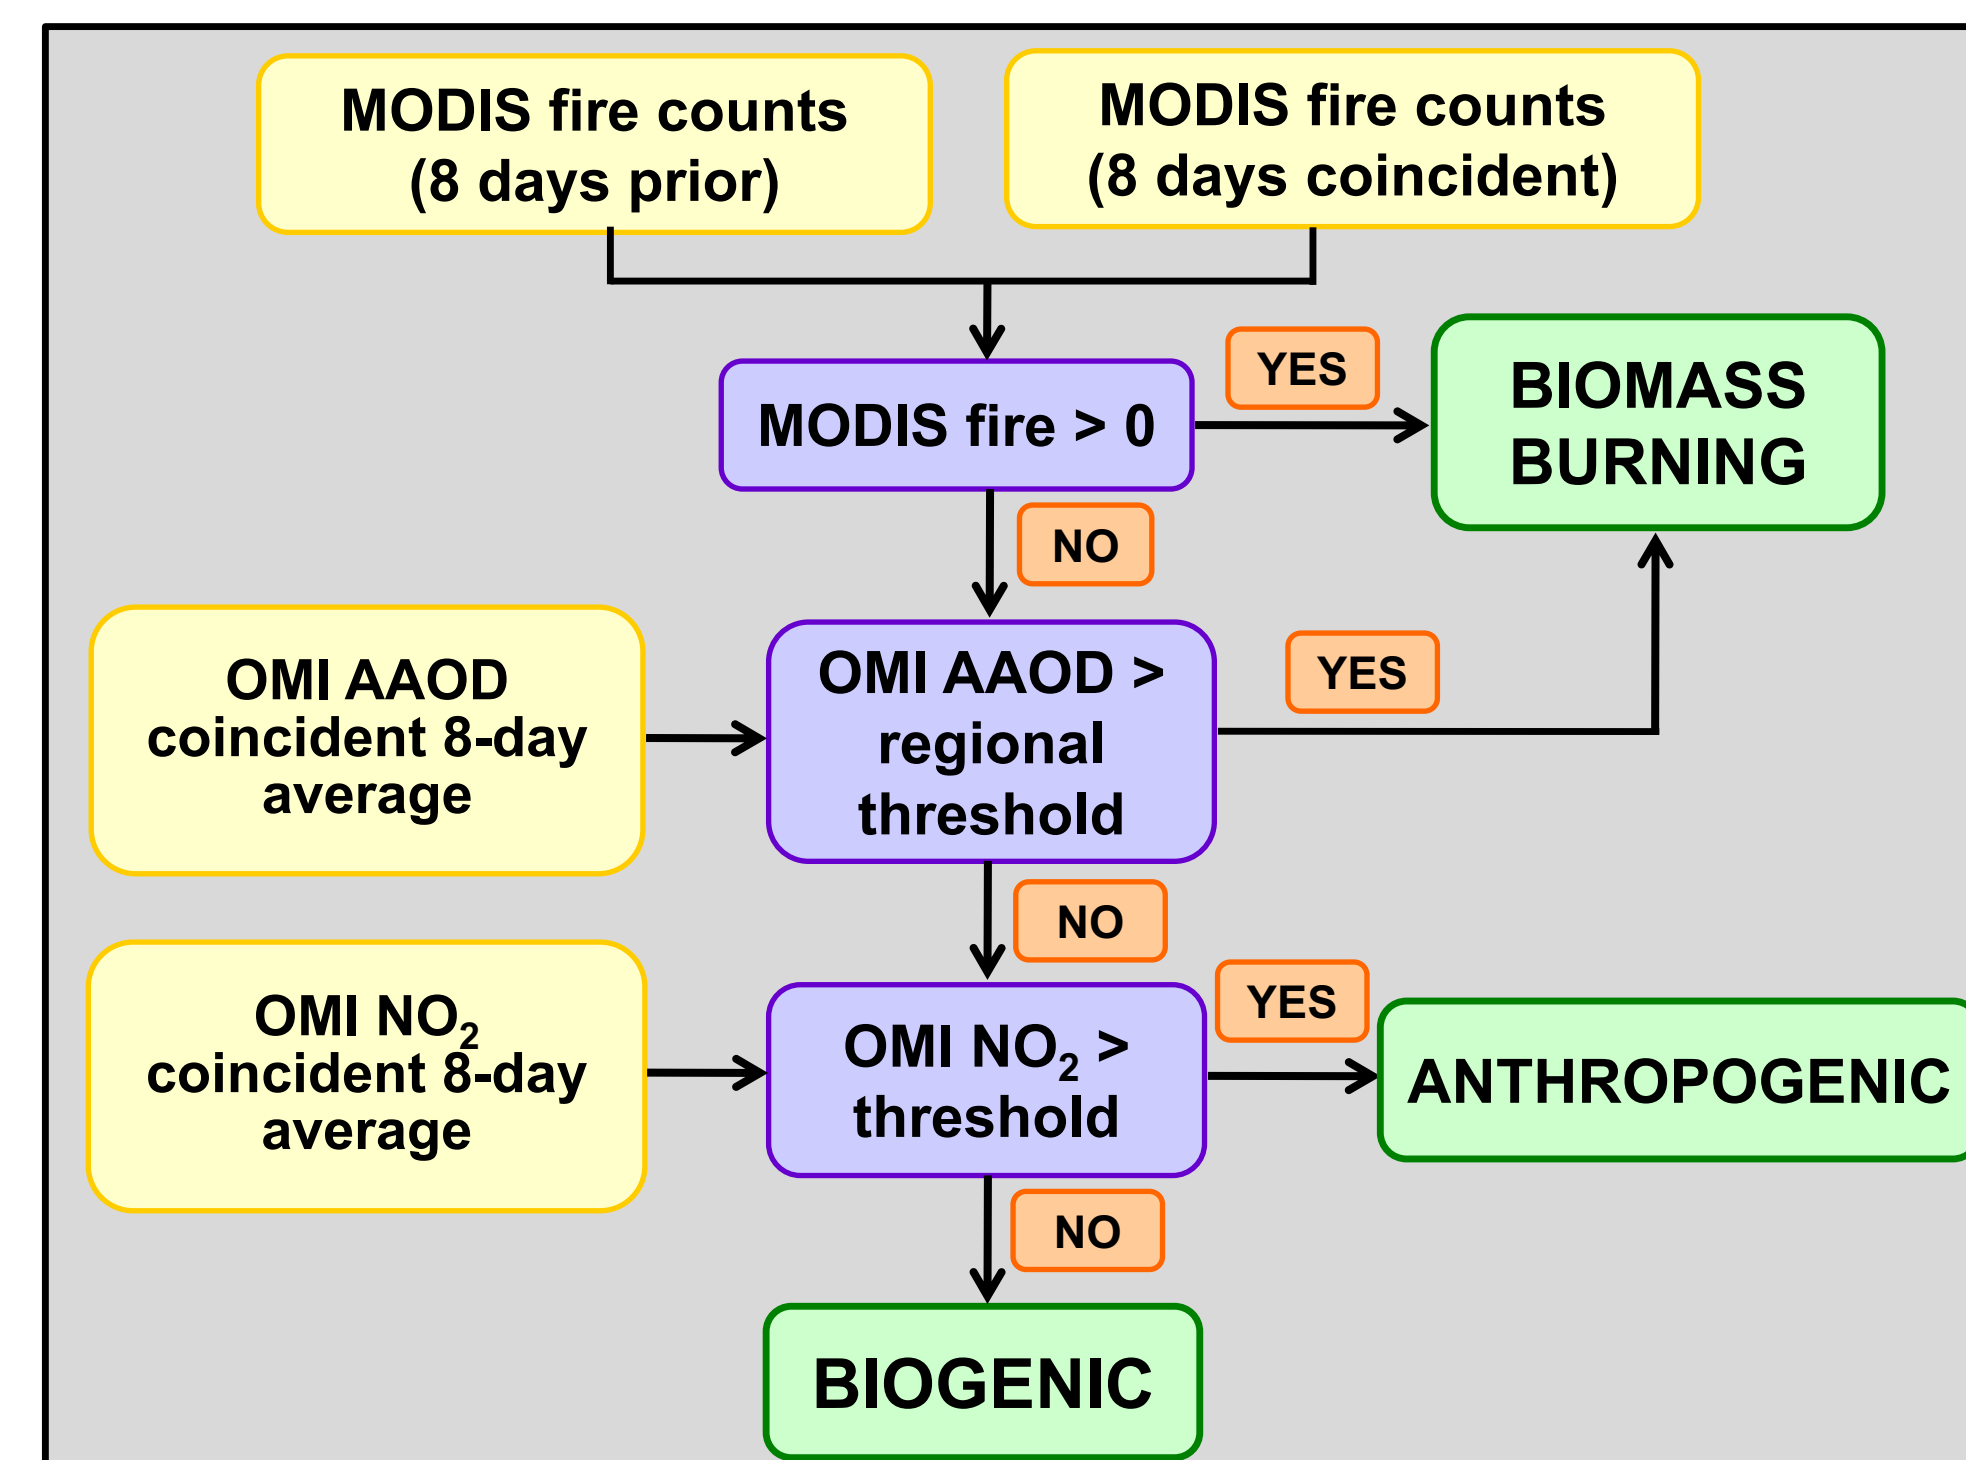 MODIS fire counts
(8 days prior)
MODIS fire counts
(8 days coincident)
MODIS fire > 0
YES
BIOMASS
BURNING
NO
OMI AAOD
coincident 8-day
average
OMI AAOD >
regional
threshold
YES
NO
OMI NO₂
coincident 8-day
average
OMI NO₂ >
threshold
YES
ANTHROPOGENIC
NO
BIOGENIC